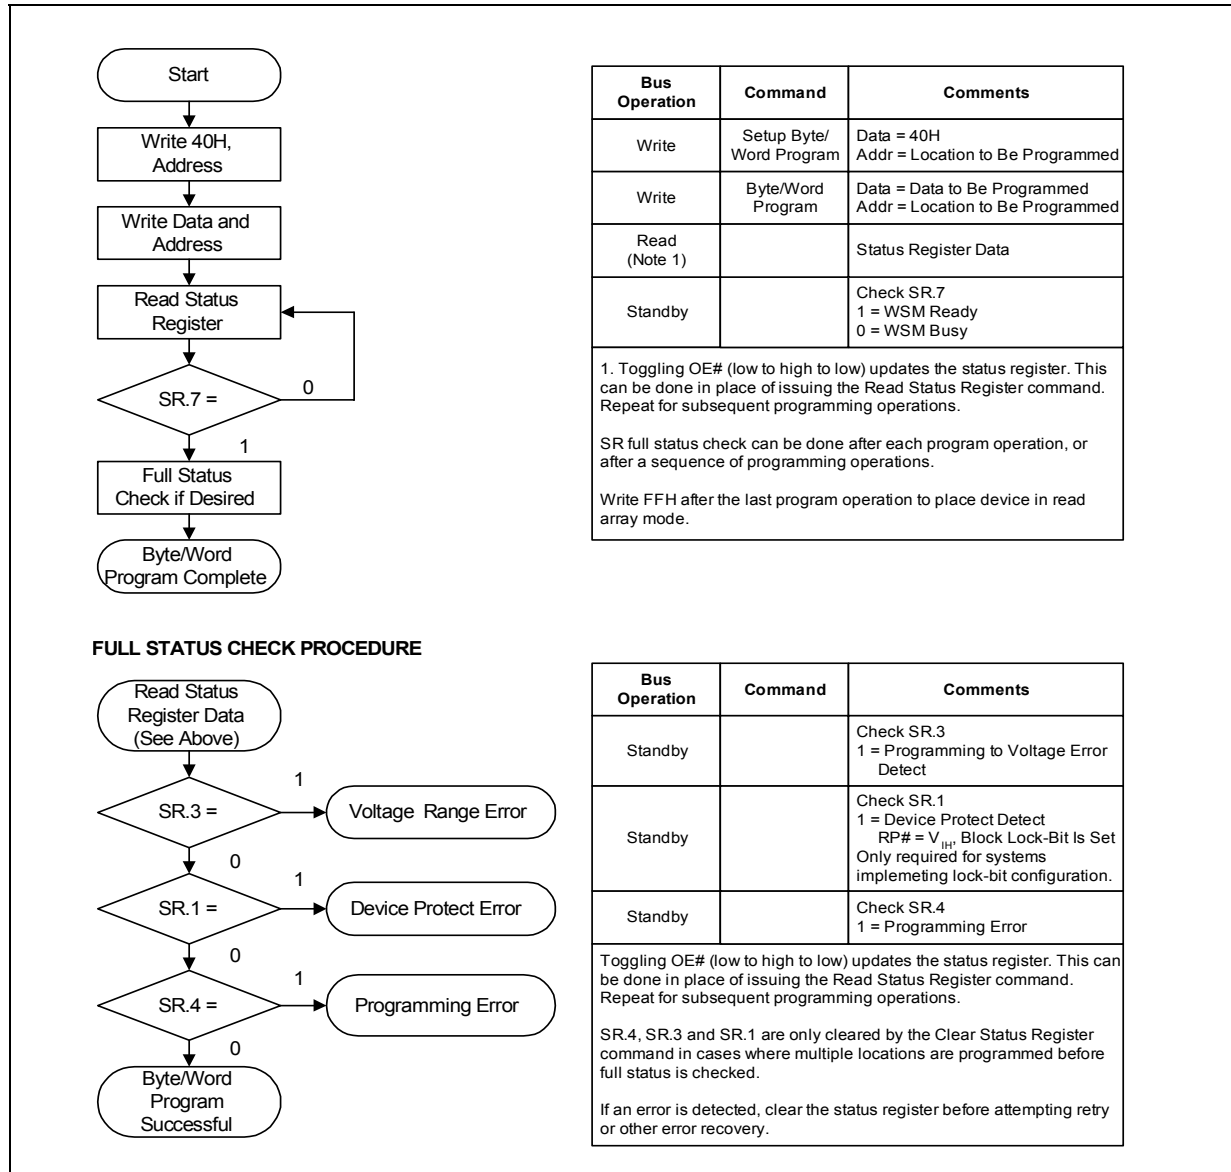 Start
Write 40H,
Address
Write Data and
Address
Read Status
Register
SR.7 =
0
1
Full Status
Check if Desired
Byte/Word
Program Complete
Bus
Operation
Command
Comments
Write
Setup Byte/
Word Program
Data = 40H
Addr = Location to Be Programmed
Write
Byte/Word
Program
Data = Data to Be Programmed
Addr = Location to Be Programmed
Read
(Note 1)
Status Register Data
Standby
Check SR.7
1 = WSM Ready
0 = WSM Busy
1. Toggling OE# (low to high to low) updates the status register. This
can be done in place of issuing the Read Status Register command.
Repeat for subsequent programming operations.
SR full status check can be done after each program operation, or
after a sequence of programming operations.
Write FFH after the last program operation to place device in read
array mode.
FULL STATUS CHECK PROCEDURE
Read Status
Register Data
(See Above)
SR.3 =
1
Voltage Range Error
0
SR.1 =
1
Device Protect Error
0
SR.4 =
1
Programming Error
0
Byte/Word
Program
Successful
Bus
Operation
Command
Comments
Standby
Check SR.3
1 = Programming to Voltage Error
Detect
Standby
Check SR.1
1 = Device Protect Detect
RP# = VIH, Block Lock-Bit Is Set
Only required for systems
implemeting lock-bit configuration.
Standby
Check SR.4
1 = Programming Error
Toggling OE# (low to high to low) updates the status register. This can
be done in place of issuing the Read Status Register command.
Repeat for subsequent programming operations.
SR.4, SR.3 and SR.1 are only cleared by the Clear Status Register
command in cases where multiple locations are programmed before
full status is checked.
If an error is detected, clear the status register before attempting retry
or other error recovery.